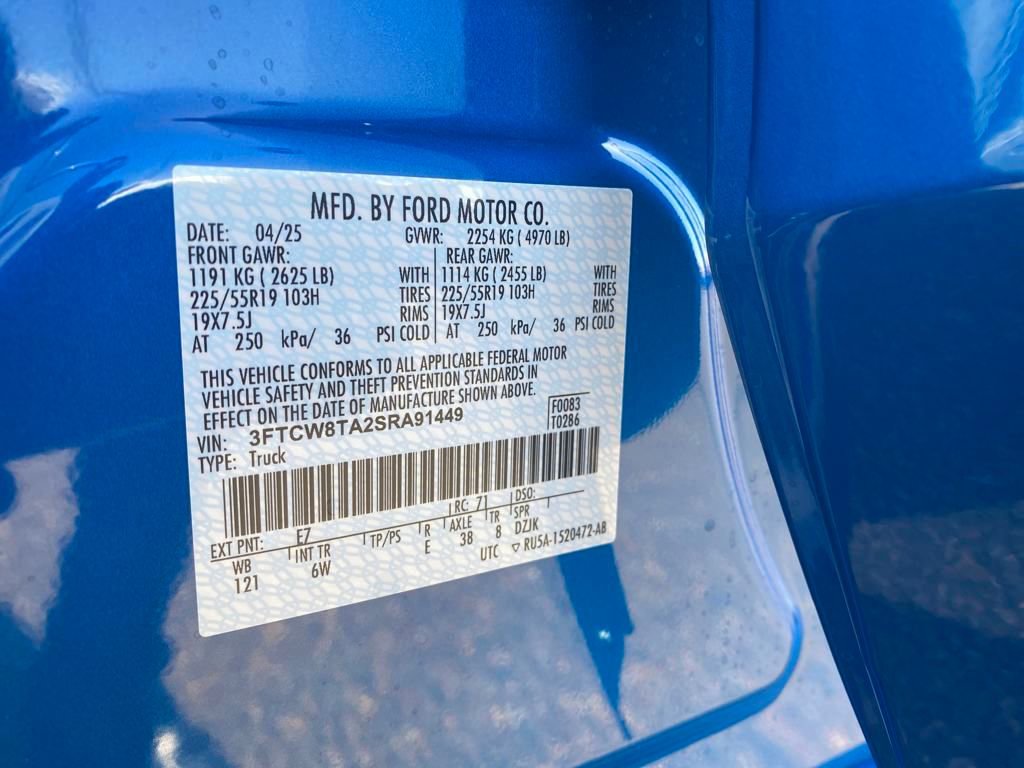 MFD. BY FORD MOTOR CO.
DATE: 04/25 GVWR: 2254 KG ( 4970 LB)
FRONT GAWR: REAR GAWR:
1191 KG ( 2625 LB) WITH 1114 KG ( 2455 LB) WITH
225/55R19 103H TIRES 225/55R19 103H TIRES
19X7.5J RIMS 19X7.5J RIMS
AT 250 kPa/ 36 PSI COLD AT 250 kPa/ 36 PSI COLD
THIS VEHICLE CONFORMS TO ALL APPLICABLE FEDERAL MOTOR
VEHICLE SAFETY AND THEFT PREVENTION STANDARDS IN
EFFECT ON THE DATE OF MANUFACTURE SHOWN ABOVE.
VIN: 3FTCW8TA2SRA91449 F0083
TYPE: Truck T0286
EXT PNT: E7 RC: 71 DSO:
WB INT TR TP/PS R AXLE TR SPR
121 6W E 38 8 DZJK
UTC ▽ RU5A-1520472-AB